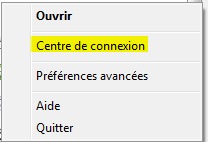 Ouvrir
Centre de connexion
Préférences avancées
Aide
Quitter